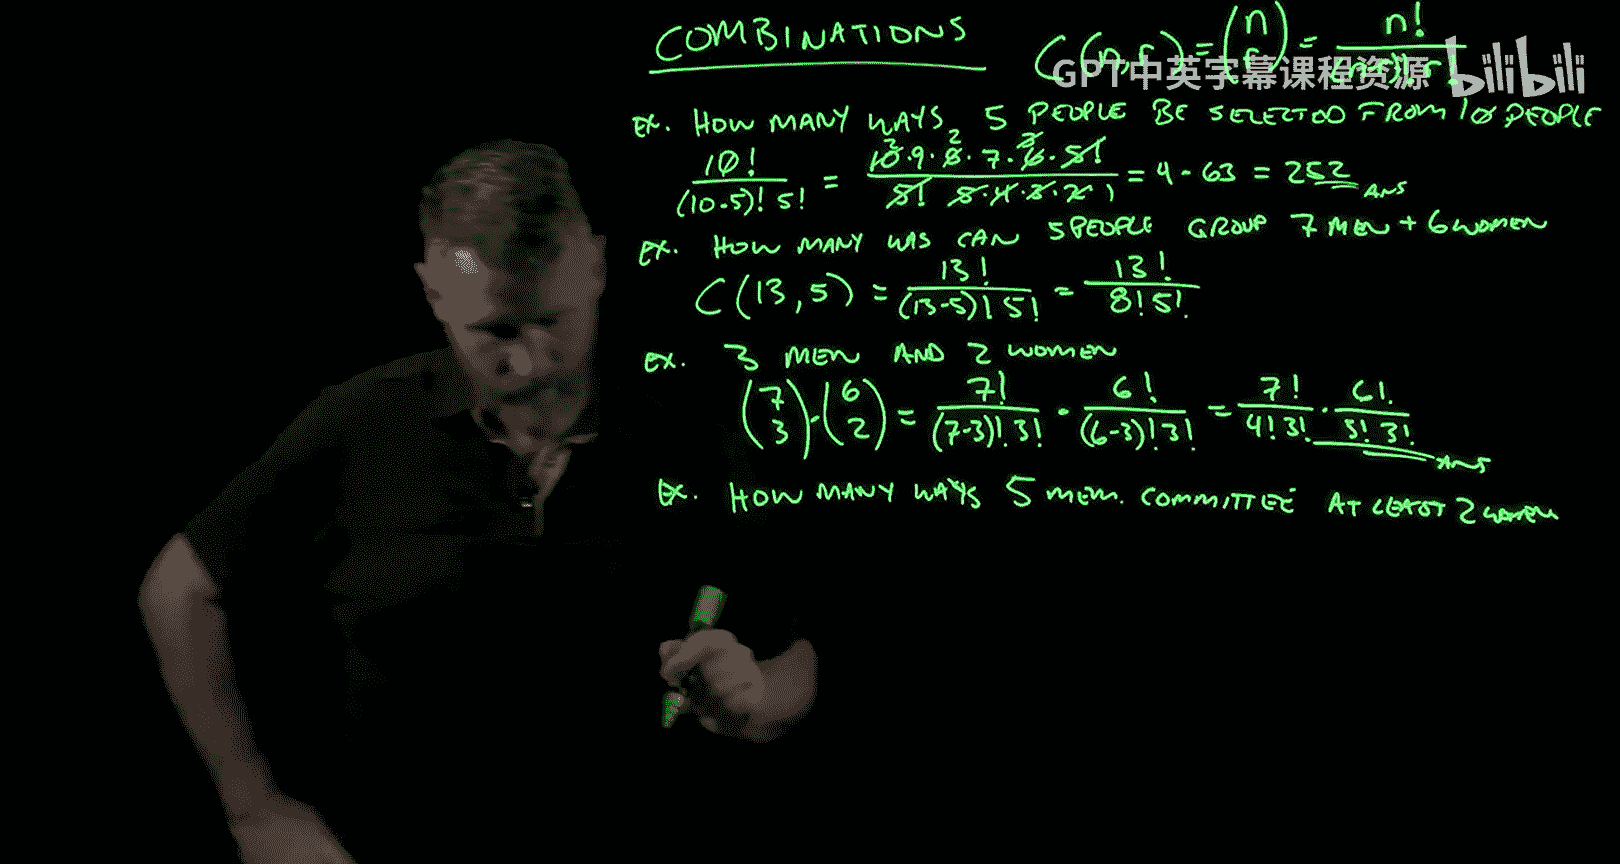 COMBINATIONS C(n,r) = (n r) = n! / (n-r)! r!
GPT中英字幕课程资源 bilibili
EX. HOW MANY WAYS, 5 PEOPLE BE SELECTED FROM 10 PEOPLE
10! / (10-5)! 5! = 10·9·8·7·6·5! / 5! 5·4·3·2·1 = 4·63 = 252 ANS
EX. HOW MANY WAS CAN 5 PEOPLE GROUP 7 MEN + 6 WOMEN
C(13,5) = 13! / (13-5)! 5! = 13! / 8! 5!
EX. 3 MEN AND 2 WOMEN
(7 3)·(6 2) = 7! / (7-3)! 3! · 6! / (6-3)! 3! = 7! / 4! 3! · 6! / 3! 3! ANS
EX. HOW MANY WAYS 5 MEM. COMMITTEE AT LEAST 2 WOMEN